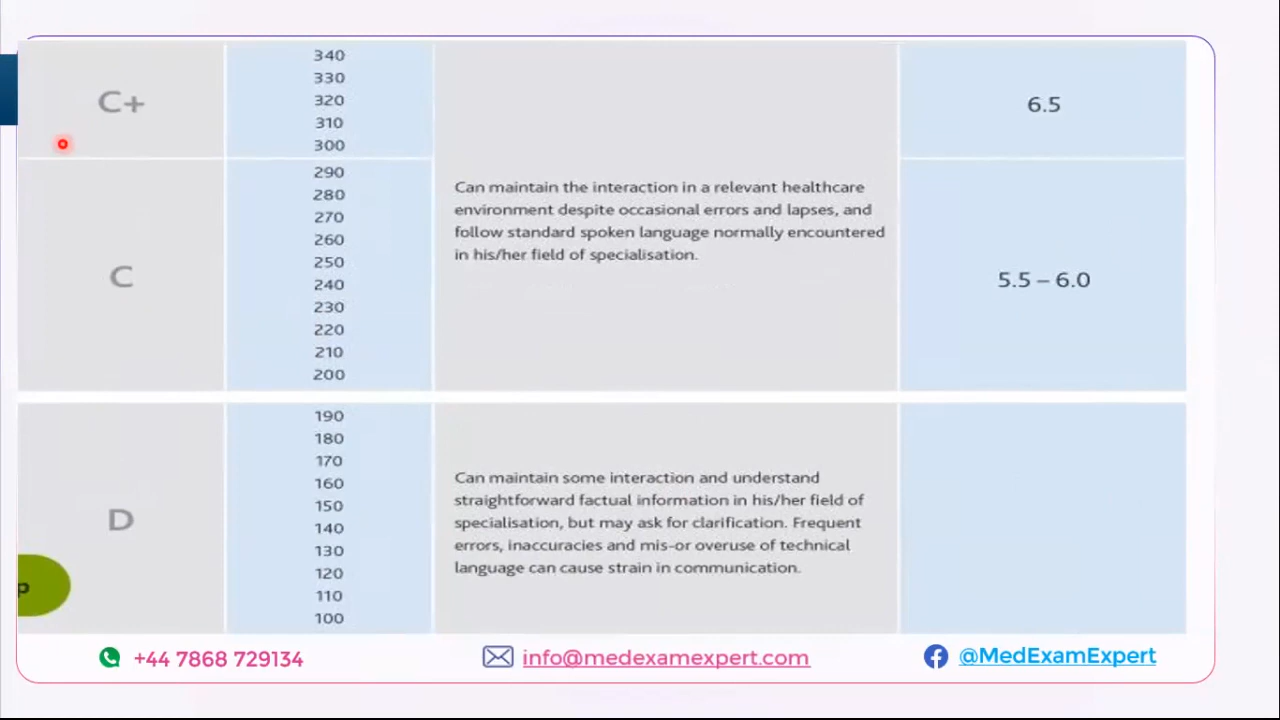 C+
340
330
320
310
300
6.5
C
290
280
270
260
250
240
230
220
210
200
Can maintain the interaction in a relevant healthcare
environment despite occasional errors and lapses, and
follow standard spoken language normally encountered
in his/her field of specialisation.
5.5 – 6.0
D
190
180
170
160
150
140
130
120
110
100
Can maintain some interaction and understand
straightforward factual information in his/her field of
specialisation, but may ask for clarification. Frequent
errors, inaccuracies and mis-or overuse of technical
language can cause strain in communication.
p
+44 7868 729134
info@medexamexpert.com
@MedExamExpert